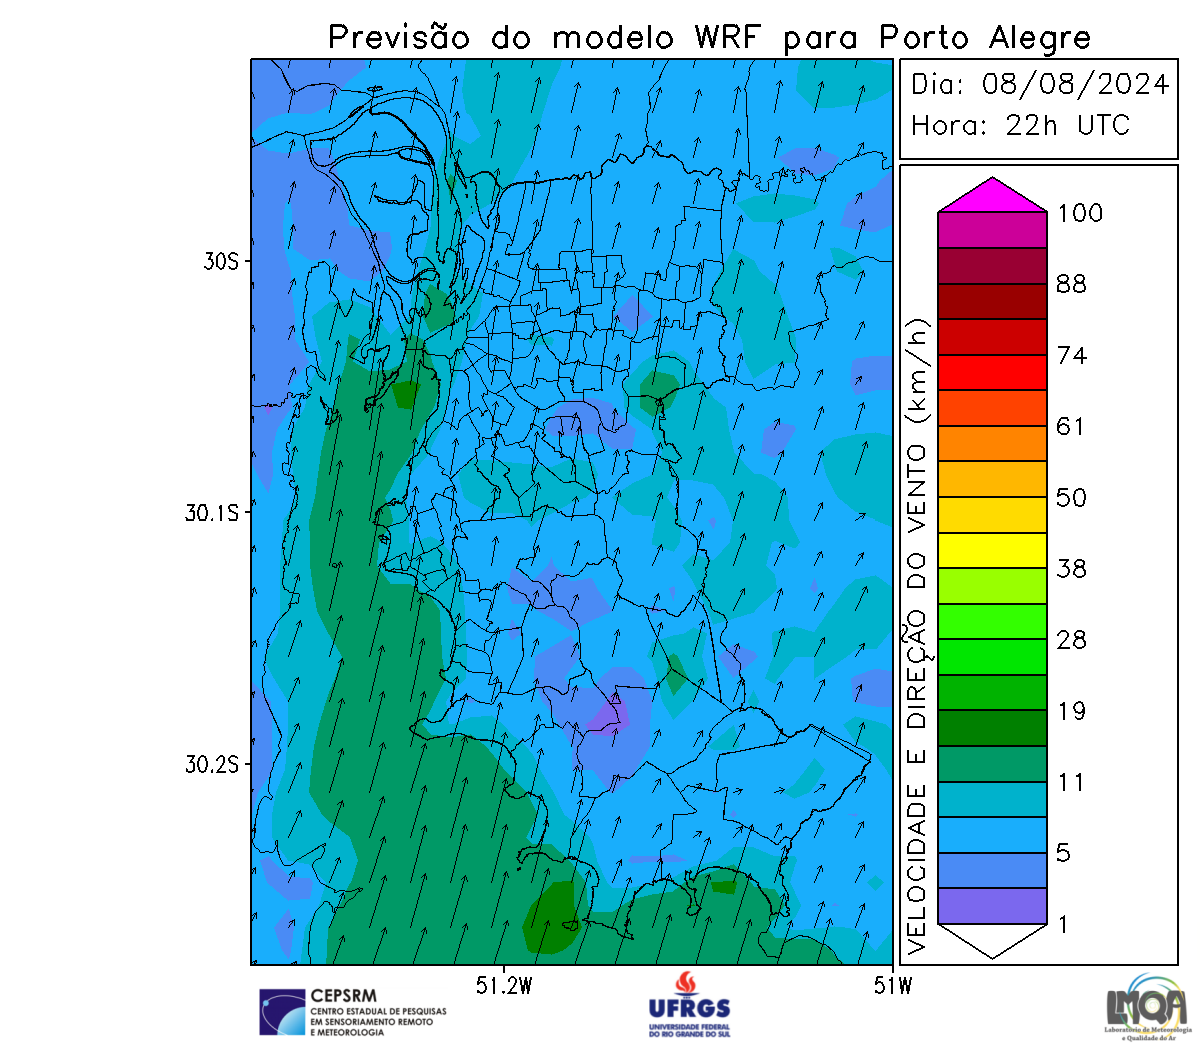 Previsão do modelo WRF para Porto Alegre
Dia: 08/08/2024
Hora: 22h UTC
100
88
74
61
50
38
28
19
11
5
1
VELOCIDADE E DIREÇÃO DO VENTO (km/h)
30S
30.1S
30.2S
51.2W
51W
CEPSRM
CENTRO ESTADUAL DE PESQUISAS
EM SENSORIAMENTO REMOTO
E METEOROLOGIA
UFRGS
UNIVERSIDADE FEDERAL
DO RIO GRANDE DO SUL
LMQA
Laboratório de Meteorologia
e Qualidade do Ar